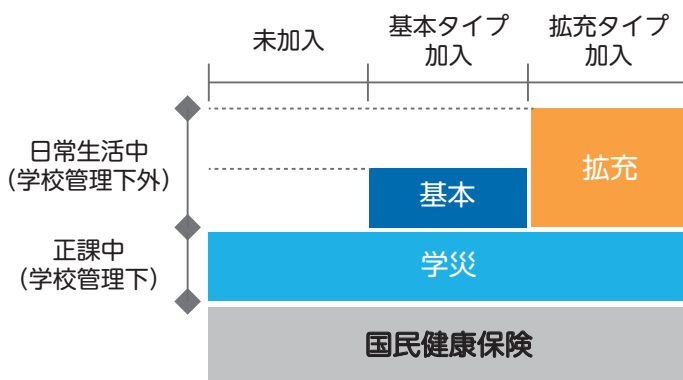 未加入
基本タイプ
加入
拡充タイプ
加入
日常生活中
（学校管理下外）
拡充
基本
正課中
（学校管理下）
学災
国民健康保険